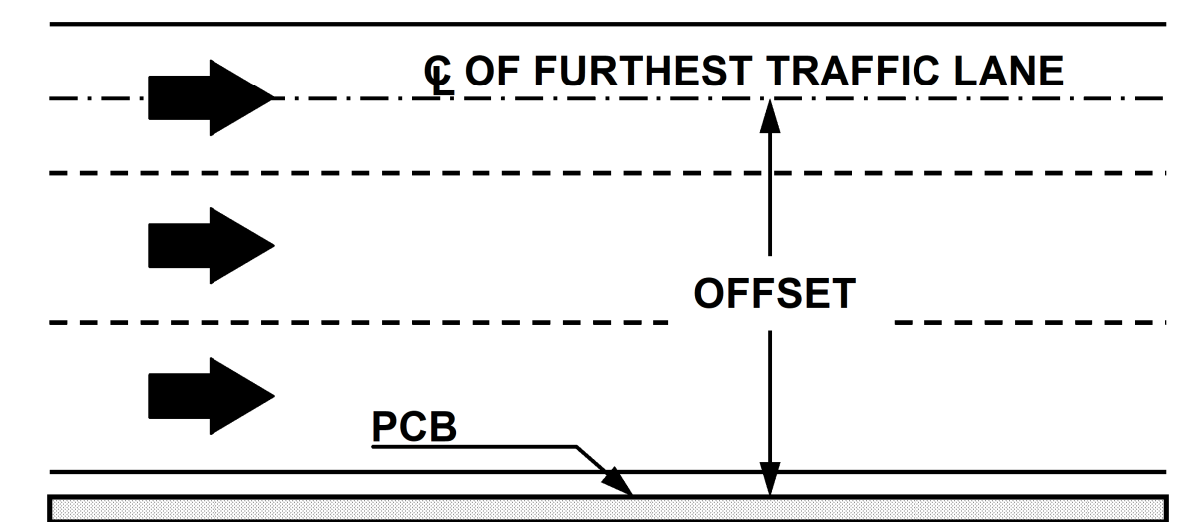 ℄ OF FURTHEST TRAFFIC LANE
OFFSET
PCB